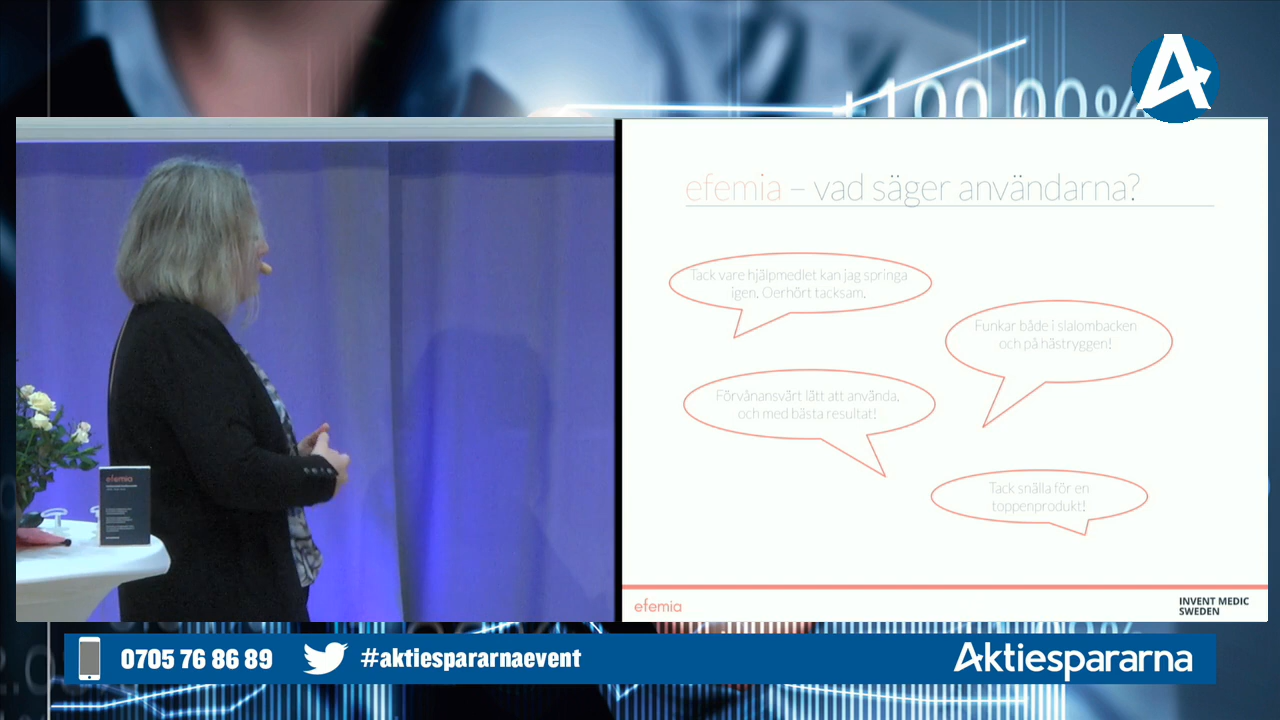 +100,00%
efemia – vad säger användarna?
Tack vare hjälpmedlet kan jag springa
igen. Oerhört tacksam.
Funkar både i slalombacken
och på hästryggen!
Förvånansvärt lätt att använda,
och med bästa resultat!
Tack snälla för en
toppenprodukt!
efemia
efemia
INVENT MEDIC
SWEDEN
0705 76 86 89
#aktiespararnaevent
Aktiespararna